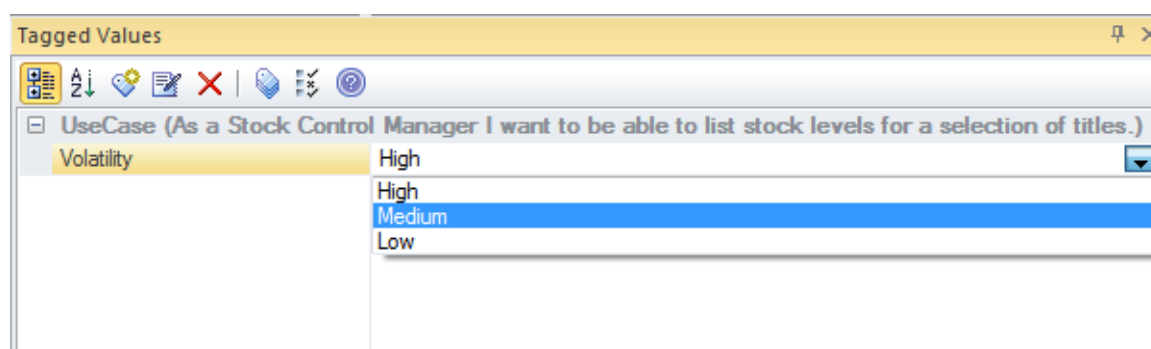 Tagged Values
UseCase (As a Stock Control Manager I want to be able to list stock levels for a selection of titles.)
Volatility High
High
Medium
Low